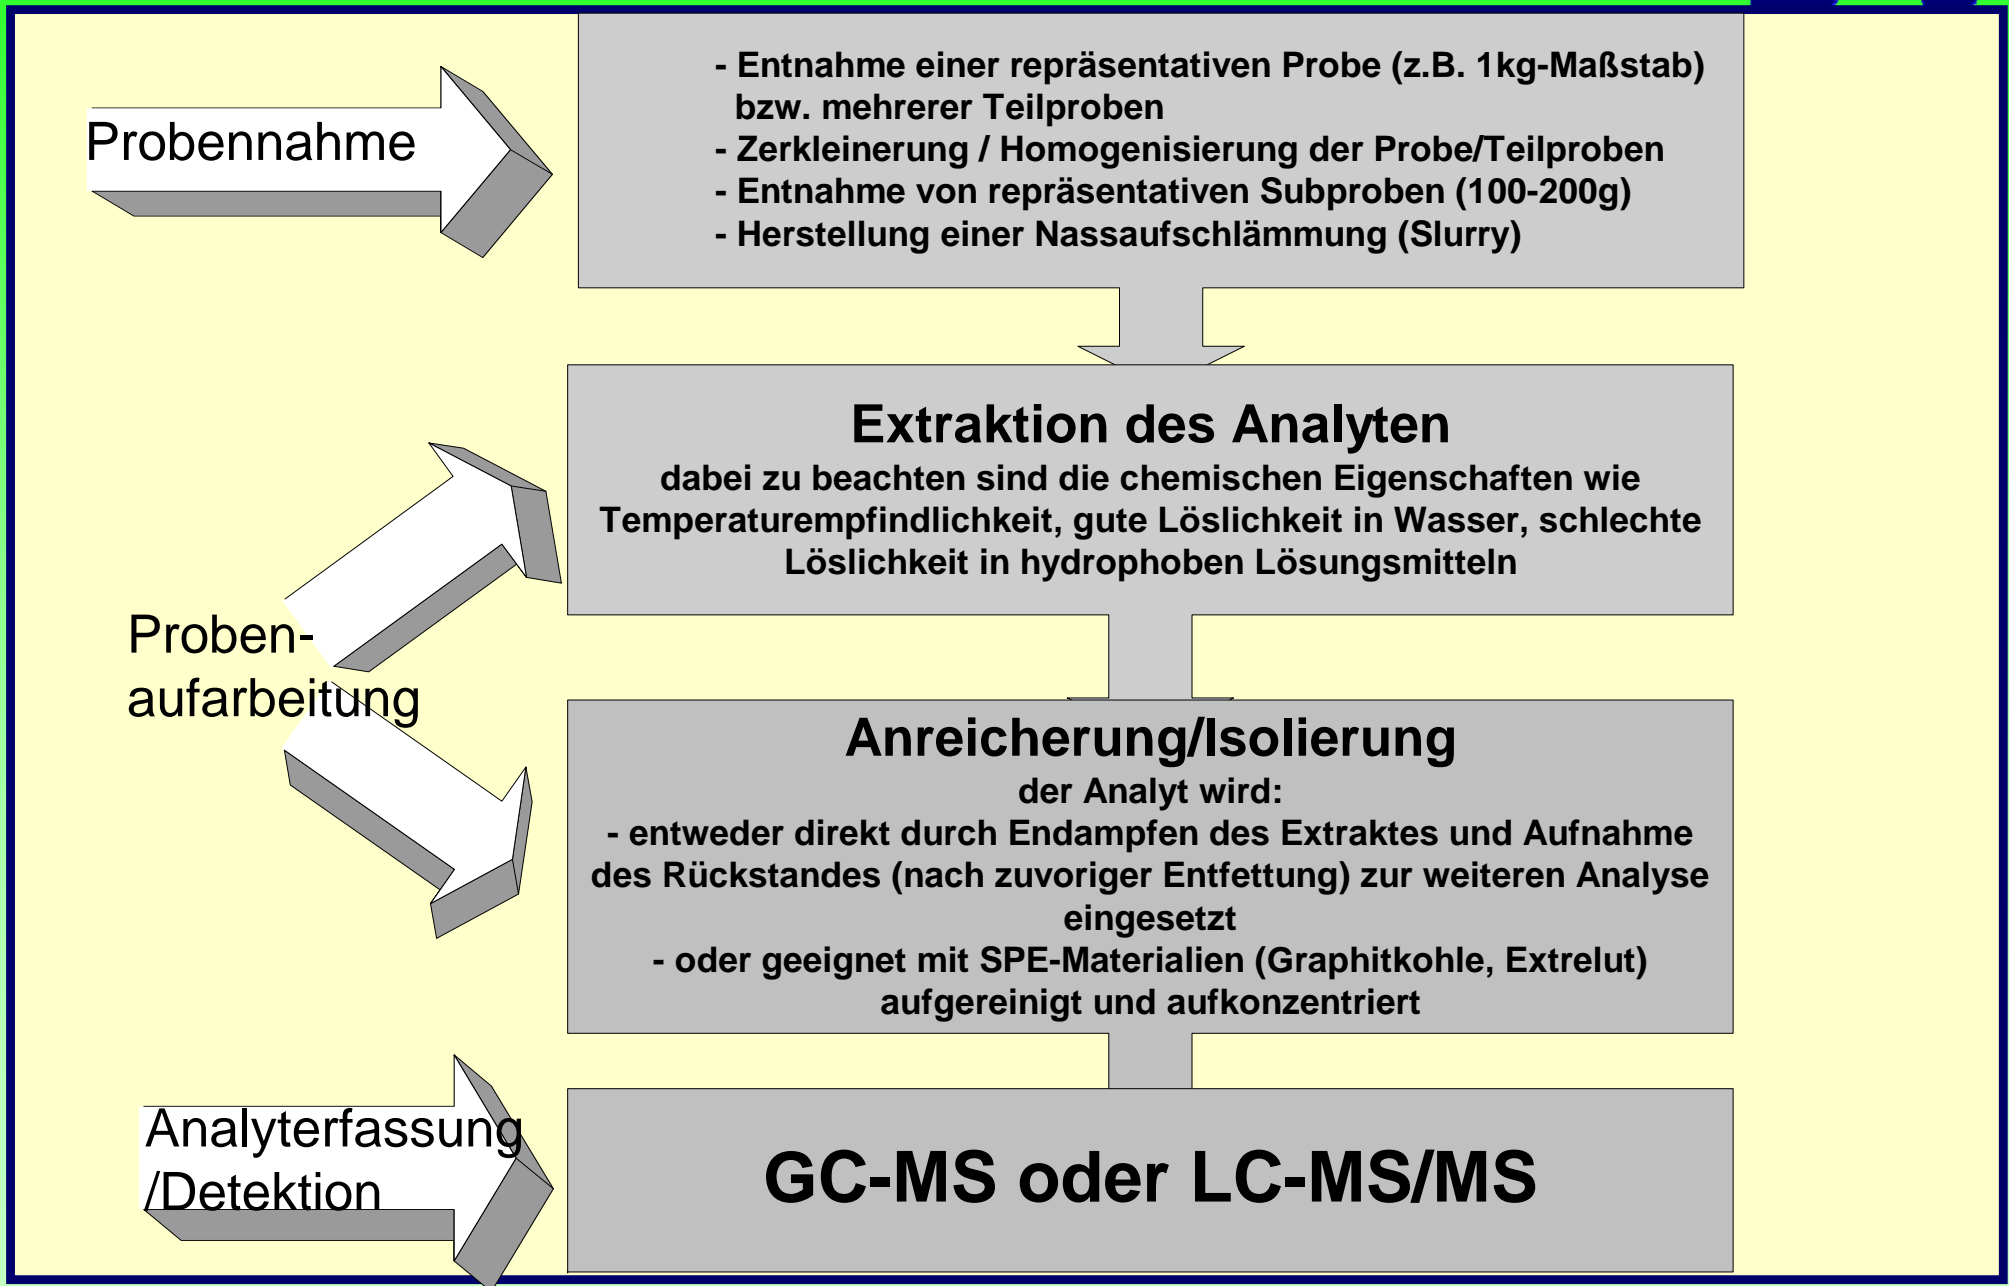 Probennahme
- Entnahme einer repräsentativen Probe (z.B. 1kg-Maßstab)
bzw. mehrerer Teilproben
- Zerkleinerung / Homogenisierung der Probe/Teilproben
- Entnahme von repräsentativen Subproben (100-200g)
- Herstellung einer Nassaufschlämmung (Slurry)
Proben-
aufarbeitung
Extraktion des Analyten
dabei zu beachten sind die chemischen Eigenschaften wie
Temperaturempfindlichkeit, gute Löslichkeit in Wasser, schlechte
Löslichkeit in hydrophoben Lösungsmitteln
Anreicherung/Isolierung
der Analyt wird:
- entweder direkt durch Endampfen des Extraktes und Aufnahme
des Rückstandes (nach zuvoriger Entfettung) zur weiteren Analyse
eingesetzt
- oder geeignet mit SPE-Materialien (Graphitkohle, Extrelut)
aufgereinigt und aufkonzentriert
Analyterfassung
/Detektion
GC-MS oder LC-MS/MS